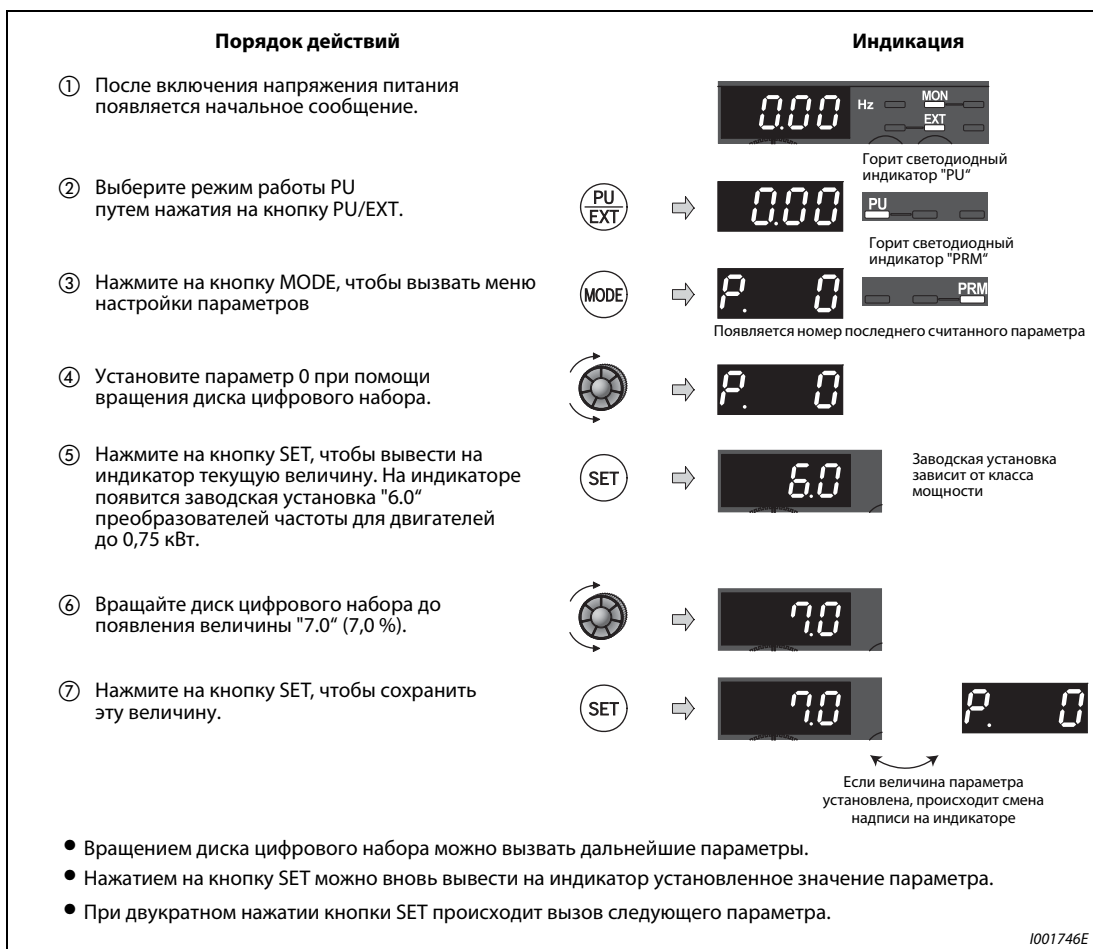 Порядок действий
Индикация
① После включения напряжения питания
появляется начальное сообщение.
0.00 Hz MON
EXT
② Выберите режим работы PU
путем нажатия на кнопку PU/EXT.
PU
EXT
Горит светодиодный
индикатор "PU“
0.00
PU
③ Нажмите на кнопку MODE, чтобы вызвать меню
настройки параметров
MODE
Горит светодиодный
индикатор "PRM“
P. 0
PRM
Появляется номер последнего считанного параметра
④ Установите параметр 0 при помощи
вращения диска цифрового набора.
P. 0
⑤ Нажмите на кнопку SET, чтобы вывести на
индикатор текущую величину. На индикаторе
появится заводская установка "6.0“
преобразователей частоты для двигателей
до 0,75 кВт.
SET
6.0
Заводская установка
зависит от класса
мощности
⑥ Вращайте диск цифрового набора до
появления величины "7.0“ (7,0 %).
7.0
⑦ Нажмите на кнопку SET, чтобы сохранить
эту величину.
SET
7.0
P. 0
Если величина параметра
установлена, происходит смена
надписи на индикаторе
• Вращением диска цифрового набора можно вызвать дальнейшие параметры.
• Нажатием на кнопку SET можно вновь вывести на индикатор установленное значение параметра.
• При двукратном нажатии кнопки SET происходит вызов следующего параметра.
I001746E